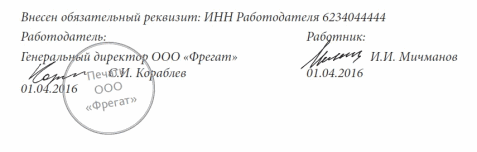 Внесен обязательный реквизит: ИНН Работодателя 6234044444
Работодатель: Работник:
Генеральный директор ООО «Фрегат»
И.И. Мичманов
С.И. Кораблев
01.04.2016 01.04.2016
Печать
ООО
«Фрегат»